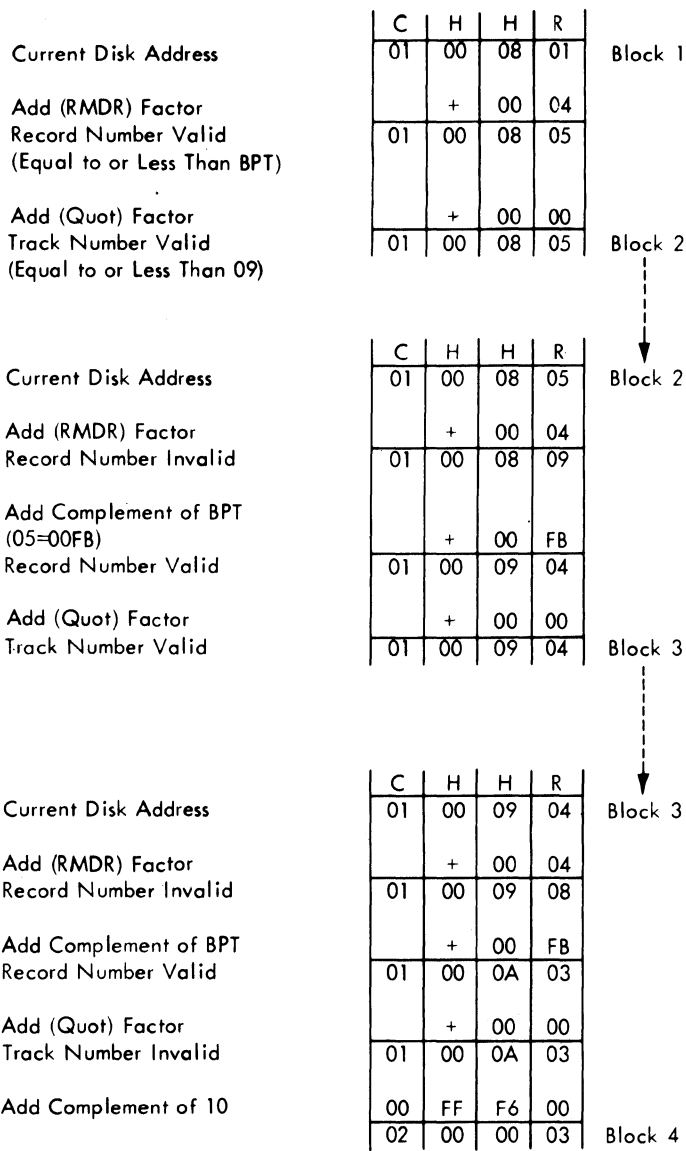 C H H R
Current Disk Address 01 00 08 01 Block 1
Add (RMDR) Factor + 00 04
Record Number Valid 01 00 08 05
(Equal to or Less Than BPT)
Add (Quot) Factor + 00 00
Track Number Valid 01 00 08 05 Block 2
(Equal to or Less Than 09)
C H H R
Current Disk Address 01 00 08 05 Block 2
Add (RMDR) Factor + 00 04
Record Number Invalid 01 00 08 09
Add Complement of BPT
(05=00FB) + 00 FB
Record Number Valid 01 00 09 04
Add (Quot) Factor + 00 00
Track Number Valid 01 00 09 04 Block 3
C H H R
Current Disk Address 01 00 09 04 Block 3
Add (RMDR) Factor + 00 04
Record Number Invalid 01 00 09 08
Add Complement of BPT + 00 FB
Record Number Valid 01 00 0A 03
Add (Quot) Factor + 00 00
Track Number Invalid 01 00 0A 03
Add Complement of 10 00 FF F6 00
02 00 00 03 Block 4